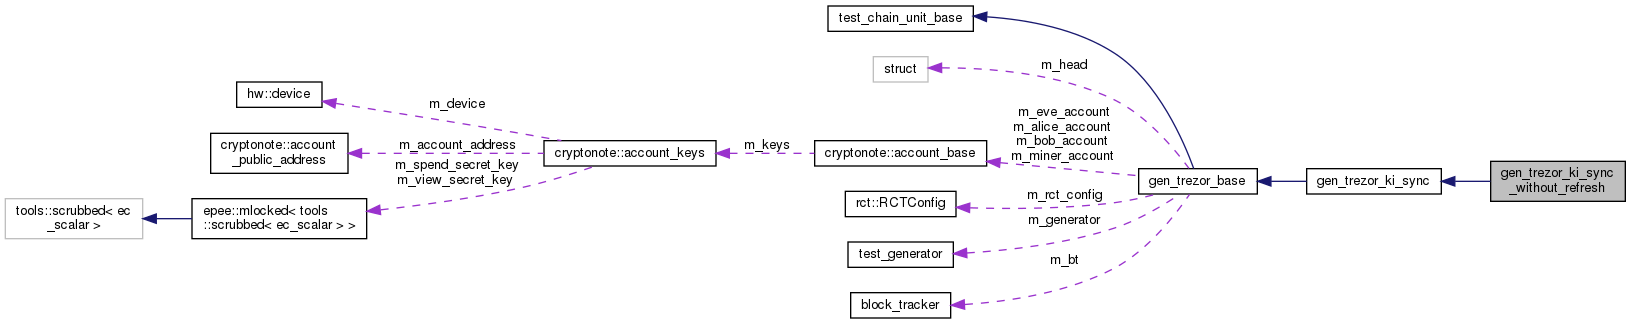 test_chain_unit_base
struct
m_head
hw::device
m_device
cryptonote::account
_public_address
m_account_address
m_spend_secret_key
m_view_secret_key
cryptonote::account_keys
m_keys
cryptonote::account_base
m_eve_account
m_alice_account
m_bob_account
m_miner_account
tools::scrubbed< ec
_scalar >
epee::mlocked< tools
::scrubbed< ec_scalar > >
rct::RCTConfig
m_rct_config
test_generator
m_generator
block_tracker
m_bt
gen_trezor_base
gen_trezor_ki_sync
gen_trezor_ki_sync
_without_refresh